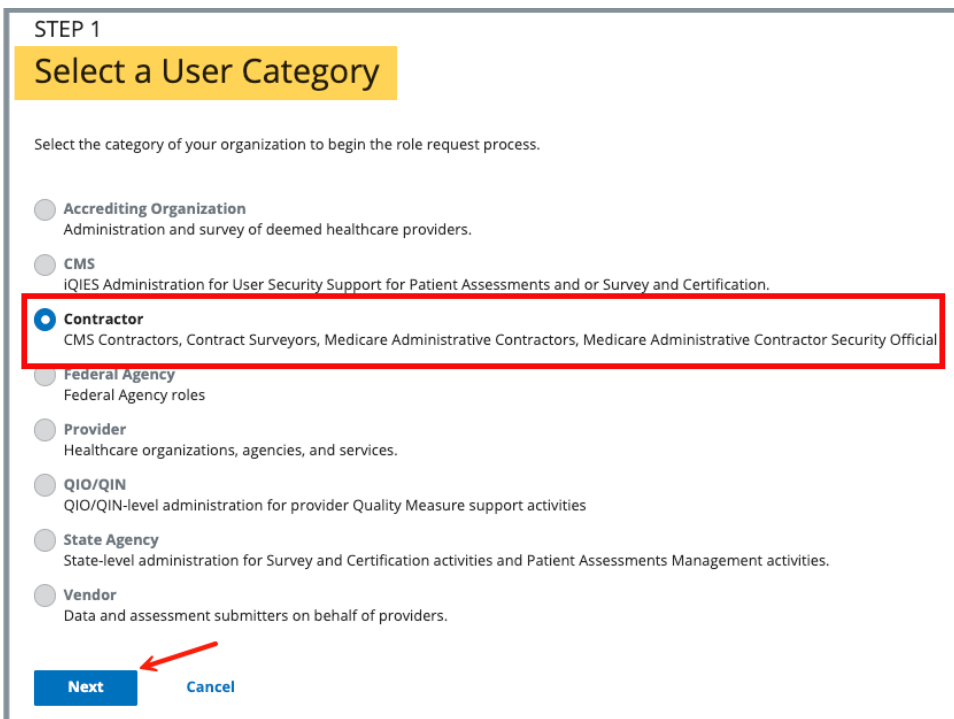 STEP 1
Select a User Category
Select the category of your organization to begin the role request process.
Accrediting Organization
Administration and survey of deemed healthcare providers.
CMS
iQIES Administration for User Security Support for Patient Assessments and or Survey and Certification.
Contractor
CMS Contractors, Contract Surveyors, Medicare Administrative Contractors, Medicare Administrative Contractor Security Official
Federal Agency
Federal Agency roles
Provider
Healthcare organizations, agencies, and services.
QIO/QIN
QIO/QIN-level administration for provider Quality Measure support activities
State Agency
State-level administration for Survey and Certification activities and Patient Assessments Management activities.
Vendor
Data and assessment submitters on behalf of providers.
Next Cancel